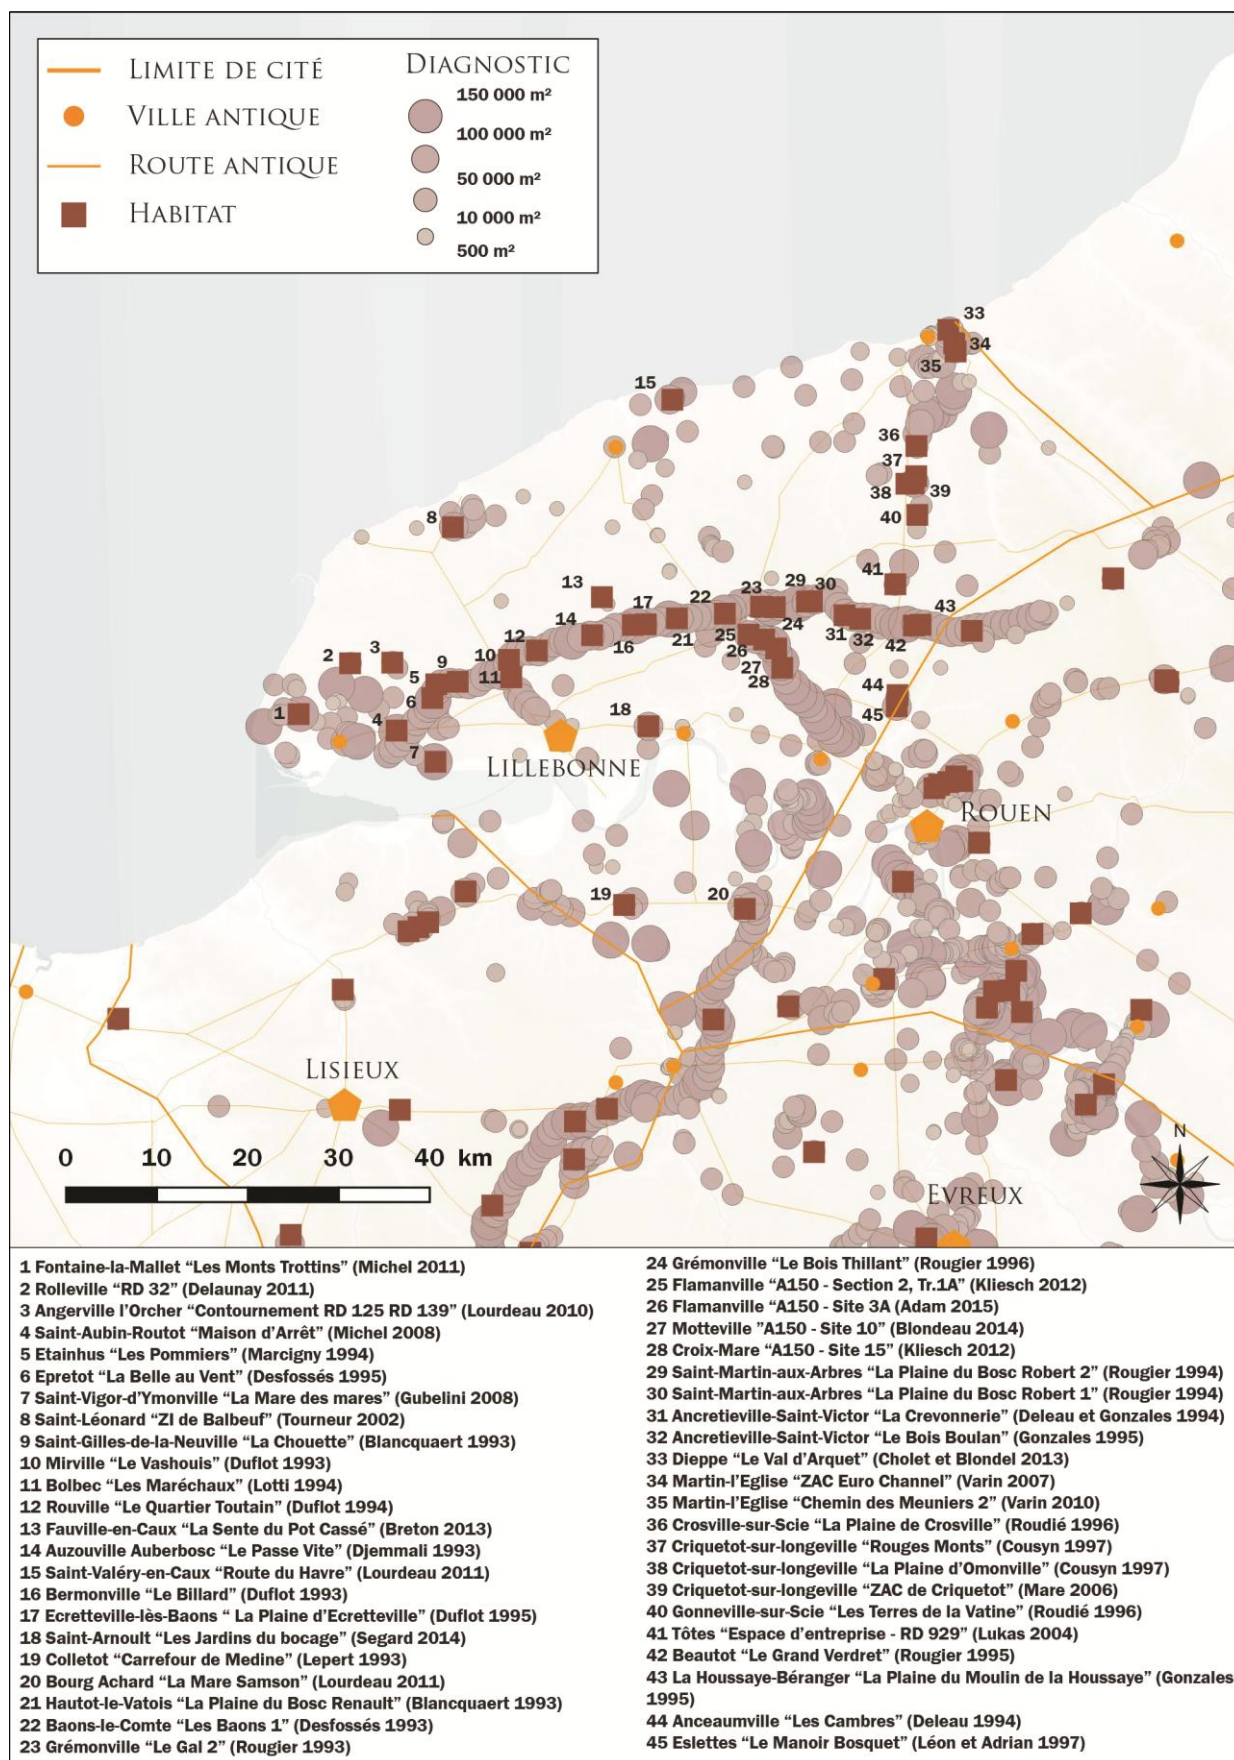 LIMITE DE CITÉ
VILLE ANTIQUE
ROUTE ANTIQUE
HABITAT
DIAGNOSTIC
150 000 m²
100 000 m²
50 000 m²
10 000 m²
500 m²
33
34
35
15
36
37
38
39
8
40
41
13
29
30
23
22
17
43
14
21
24
31
25
16
32
12
42
26
2
3
9
10
27
5
11
28
44
6
1
4
18
45
7
LILLEBONNE
ROUEN
19
20
LISIEUX
0 10 20 30 40 km
N
EVREUX
1 Fontaine-la-Mallet “Les Monts Trottins” (Michel 2011)
2 Rolleville “RD 32” (Delaunay 2011)
3 Angerville l’Orcher “Contournement RD 125 RD 139” (Lourdeau 2010)
4 Saint-Aubin-Routot “Maison d’Arrêt” (Michel 2008)
5 Etainhus “Les Pommiers” (Marcigny 1994)
6 Epretot “La Belle au Vent” (Desfossés 1995)
7 Saint-Vigor-d’Ymonville “La Mare des mares” (Gubelini 2008)
8 Saint-Léonard “ZI de Balbeuf” (Tourneur 2002)
9 Saint-Gilles-de-la-Neuville “La Chouette” (Blancquaert 1993)
10 Mirville “Le Vashouis” (Duflot 1993)
11 Bolbec “Les Maréchaux” (Lotti 1994)
12 Rouville “Le Quartier Toutain” (Duflot 1994)
13 Fauville-en-Caux “La Sente du Pot Cassé” (Breton 2013)
14 Auzouville Auberbosc “Le Passe Vite” (Djemmali 1993)
15 Saint-Valéry-en-Caux “Route du Havre” (Lourdeau 2011)
16 Bermonville “Le Billard” (Duflot 1993)
17 Ecretteville-lès-Baons “ La Plaine d’Ecretteville” (Duflot 1995)
18 Saint-Arnoult “Les Jardins du bocage” (Segard 2014)
19 Colletot “Carrefour de Medine” (Lepert 1993)
20 Bourg Achard “La Mare Samson” (Lourdeau 2011)
21 Hautot-le-Vatois “La Plaine du Bosc Renault” (Blancquaert 1993)
22 Baons-le-Comte “Les Baons 1” (Desfossés 1993)
23 Grémonville “Le Gal 2” (Rougier 1993)
24 Grémonville “Le Bois Thillant” (Rougier 1996)
25 Flamanville “A150 - Section 2, Tr.1A” (Kliesch 2012)
26 Flamanville “A150 - Site 3A (Adam 2015)
27 Motteville ”A150 - Site 10” (Blondeau 2014)
28 Croix-Mare “A150 - Site 15” (Kliesch 2012)
29 Saint-Martin-aux-Arbres “La Plaine du Bosc Robert 2” (Rougier 1994)
30 Saint-Martin-aux-Arbres “La Plaine du Bosc Robert 1” (Rougier 1994)
31 Ancretieville-Saint-Victor “La Crevonnerie” (Deleau et Gonzales 1994)
32 Ancretieville-Saint-Victor “Le Bois Boulan” (Gonzales 1995)
33 Dieppe “Le Val d’Arquet” (Cholet et Blondel 2013)
34 Martin-l’Eglise “ZAC Euro Channel” (Varin 2007)
35 Martin-l’Eglise “Chemin des Meuniers 2” (Varin 2010)
36 Crosville-sur-Scie “La Plaine de Crosville” (Roudié 1996)
37 Criquetot-sur-longeville “Rouges Monts” (Cousyn 1997)
38 Criquetot-sur-longeville “La Plaine d’Omonville” (Cousyn 1997)
39 Criquetot-sur-longeville “ZAC de Criquetot” (Mare 2006)
40 Gonneville-sur-Scie “Les Terres de la Vatine” (Roudié 1996)
41 Tôtes “Espace d’entreprise - RD 929” (Lukas 2004)
42 Beautot “Le Grand Verdret” (Rougier 1995)
43 La Houssaye-Béranger “La Plaine du Moulin de la Houssaye” (Gonzales
1995)
44 Anceaumville “Les Cambres” (Deleau 1994)
45 Eslettes “Le Manoir Bosquet” (Léon et Adrian 1997)